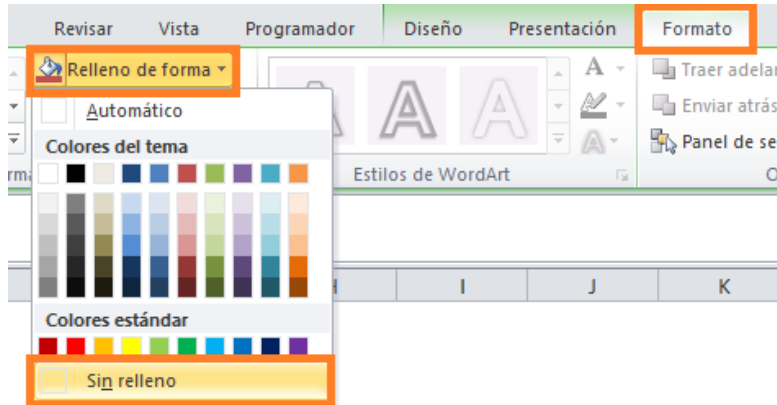 Revisar Vista Programador Diseño Presentación Formato
Relleno de forma A Traer adelan
Automático A A Enviar atrás
Colores del tema Panel de se
Estilos de WordArt O
H I J K
Colores estándar
Sin relleno